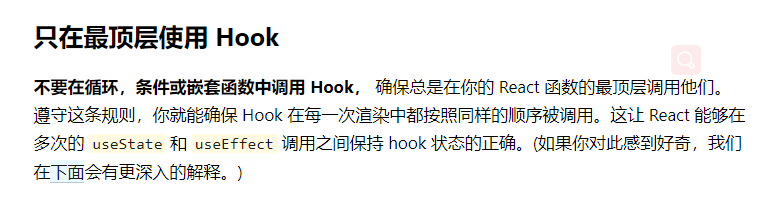 只在最顶层使用 Hook
不要在循环，条件或嵌套函数中调用 Hook， 确保总是在你的 React 函数的最顶层调用他们。
遵守这条规则，你就能确保 Hook 在每一次渲染中都按照同样的顺序被调用。这让 React 能够在
多次的 useState 和 useEffect 调用之间保持 hook 状态的正确。(如果你对此感到好奇，我们
在下面会有更深入的解释。)